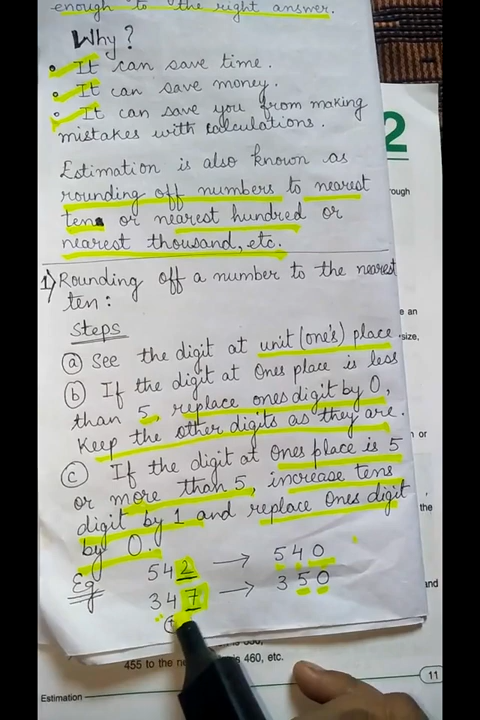 enough to the right answer.
Why?
• It can save time.
• It can save money.
• It can save you from making
mistakes with calculations.
Estimation is also known as
rounding off numbers to nearest
ten or nearest hundred or
nearest thousand, etc.
1) Rounding off a number to the nearest
ten:
Steps
(a) See the digit at unit (one's) place
(b) If the digit at Ones place is less
than 5, replace ones digit by 0,
Keep the other digits as they are.
(c) If the digit at Ones place is 5
or more than 5, increase tens
digit by 1 and replace Ones digit
by 0.
Eg 542 → 540
347 → 350
2
rough
e an
size,
n or
the
and
455 to the
is 460, etc.
Estimation
11